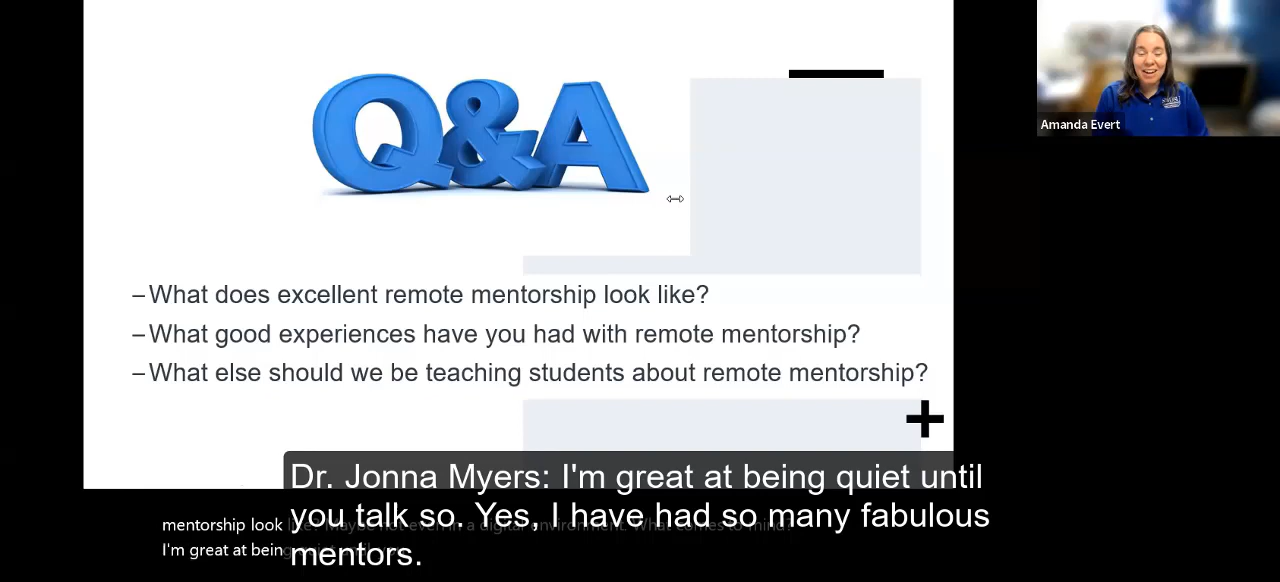 Q&A
Amanda Evert
–What does excellent remote mentorship look like?
–What good experiences have you had with remote mentorship?
–What else should we be teaching students about remote mentorship?
Dr. Jonna Myers: I'm great at being quiet until
you talk so. Yes, I have had so many fabulous
mentors.
mentorship look
I'm great at being